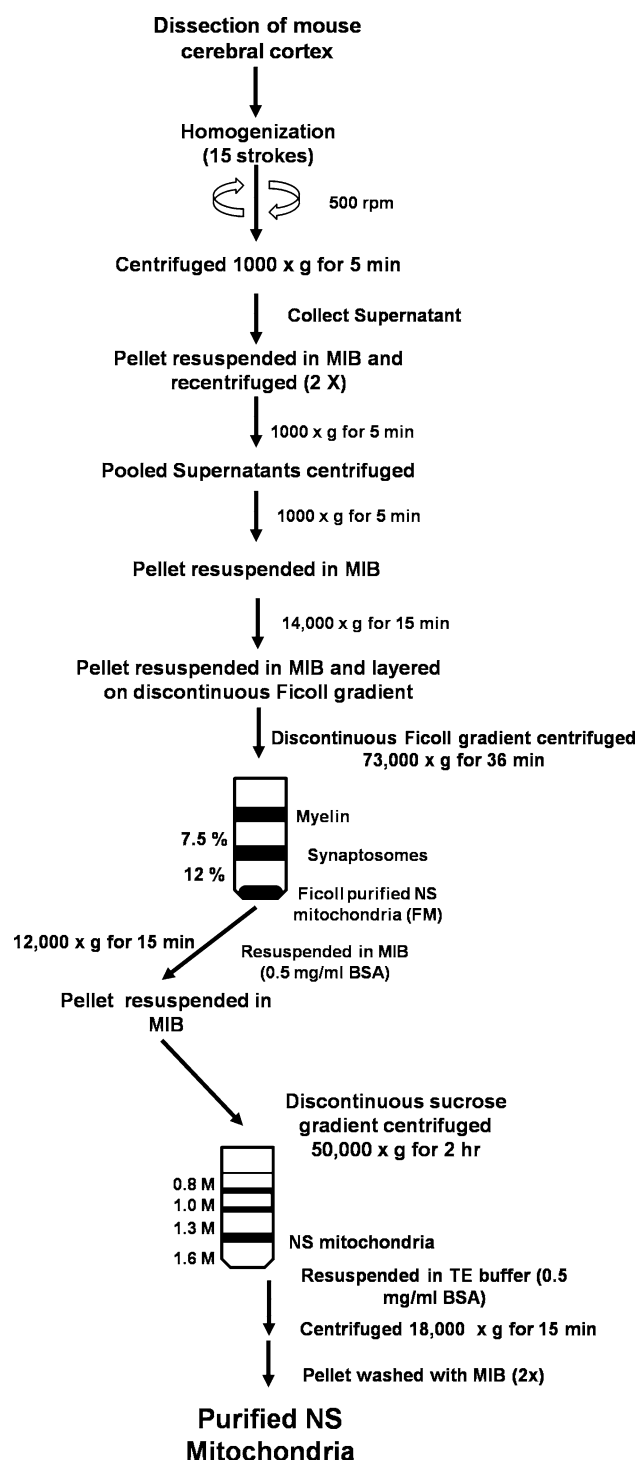 Dissection of mouse
cerebral cortex
Homogenization
(15 strokes)
500 rpm
Centrifuged 1000 x g for 5 min
Collect Supernatant
Pellet resuspended in MIB and
recentrifuged (2 X)
1000 x g for 5 min
Pooled Supernatants centrifuged
1000 x g for 5 min
Pellet resuspended in MIB
14,000 x g for 15 min
Pellet resuspended in MIB and layered
on discontinuous Ficoll gradient
Discontinuous Ficoll gradient centrifuged
73,000 x g for 36 min
Myelin
7.5 %
Synaptosomes
12 %
Ficoll purified NS
mitochondria (FM)
12,000 x g for 15 min
Resuspended in MIB
(0.5 mg/ml BSA)
Pellet resuspended in
MIB
Discontinuous sucrose
gradient centrifuged
50,000 x g for 2 hr
0.8 M
1.0 M
1.3 M
NS mitochondria
1.6 M
Resuspended in TE buffer (0.5
mg/ml BSA)
Centrifuged 18,000 x g for 15 min
Pellet washed with MIB (2x)
Purified NS
Mitochondria